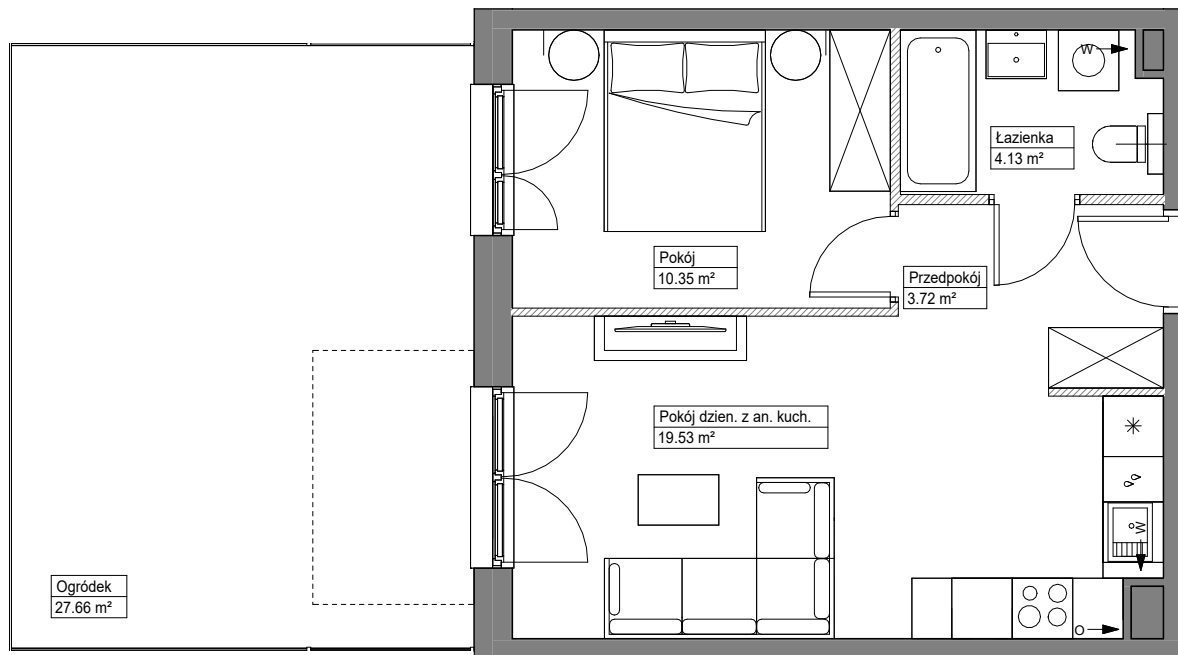 W
Łazienka
4.13 m²
Pokój
10.35 m²
Przedpokój
3.72 m²
Pokój dzien. z an. kuch.
19.53 m²
W
Ogródek
27.66 m²
O